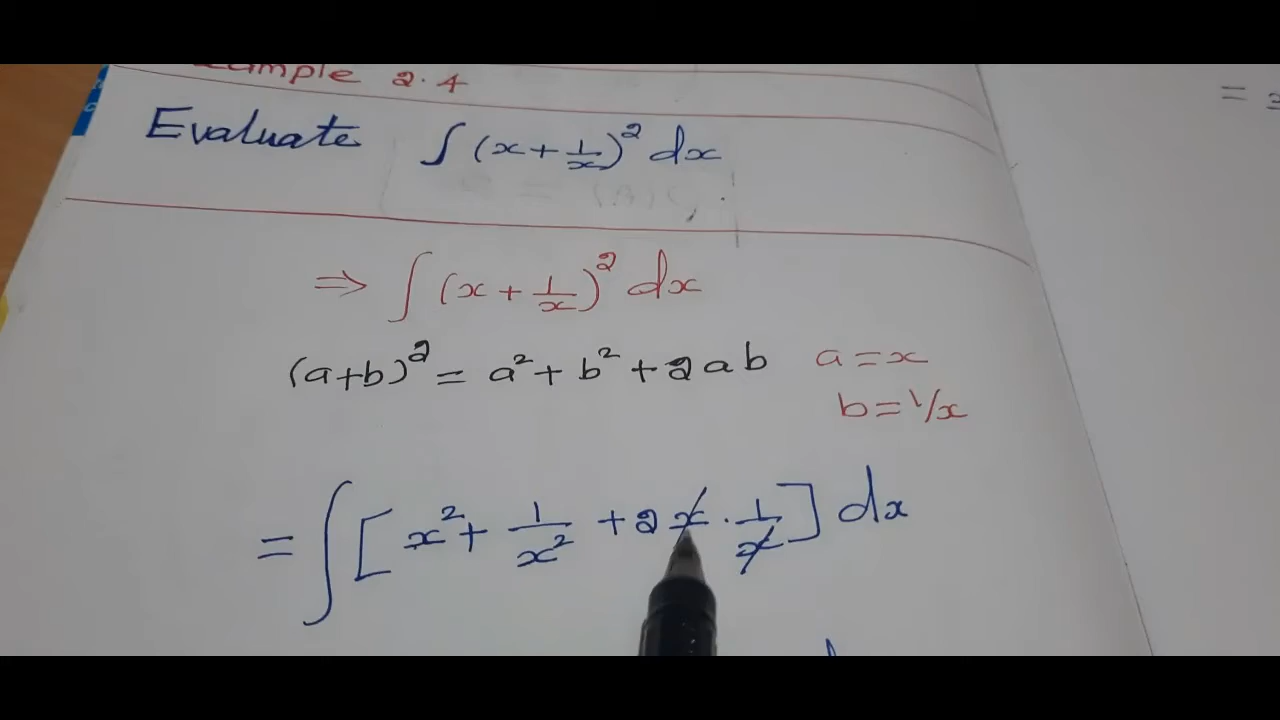 2.4
Evaluate ∫ (x + 1/x)² dx
⇒ ∫ (x + 1/x)² dx
(a+b)² = a² + b² + 2ab a = x
b = 1/x
= ∫ [x² + 1/x² + 2x · 1/x] dx